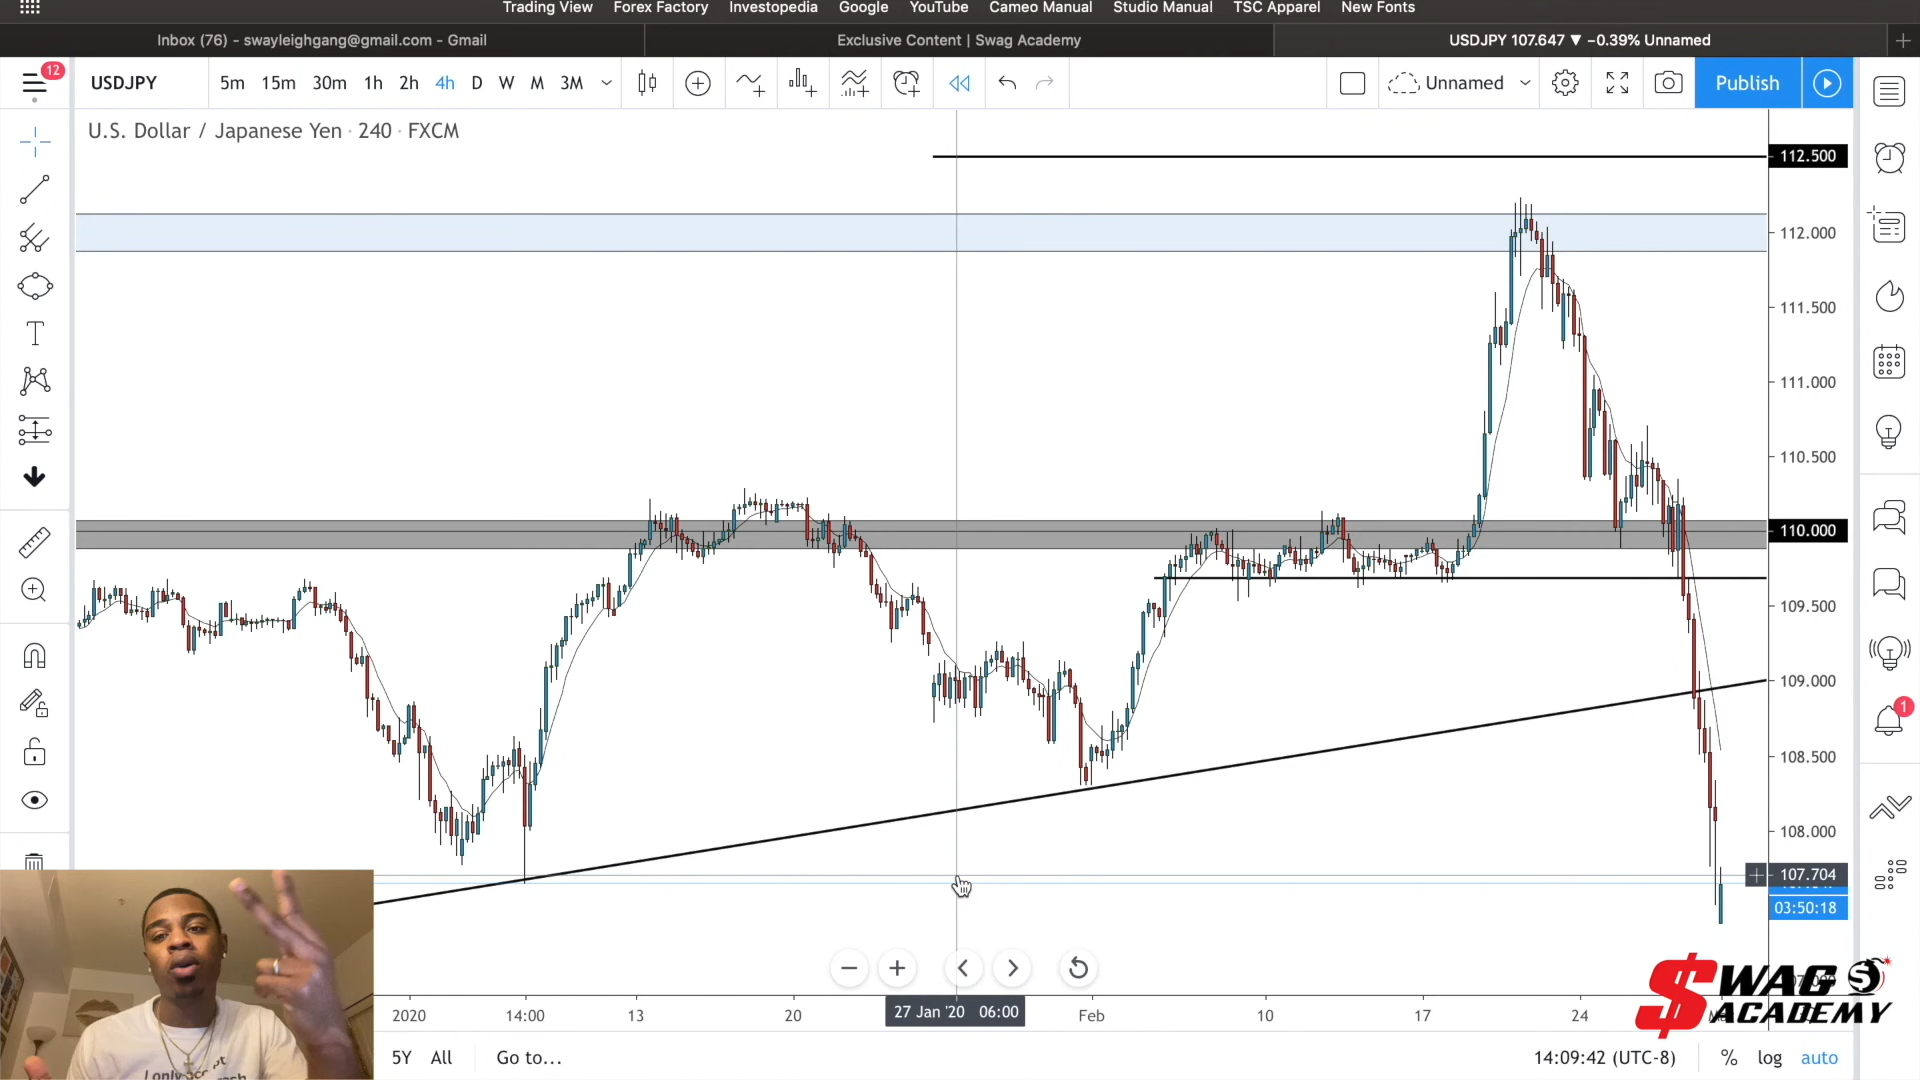 Trading View Forex Factory Investopedia Google YouTube Cameo Manual Studio Manual TSC Apparel New Fonts
Inbox (76) - swayleighgang@gmail.com - Gmail
Exclusive Content | Swag Academy
USDJPY 107.647 ▼ −0.39% Unnamed
12
USDJPY
5m 15m 30m 1h 2h 4h D W M 3M
Unnamed
Publish
U.S. Dollar / Japanese Yen · 240 · FXCM
112.500
112.000
111.500
111.000
110.500
110.000
109.500
109.000
108.500
108.000
107.704
03:50:18
1
T
2020 14:00 13 20 27 Jan '20 06:00 Feb 10 17 24
5Y All Go to...
14:09:42 (UTC-8) % log auto
$WAG
ACADEMY
I only